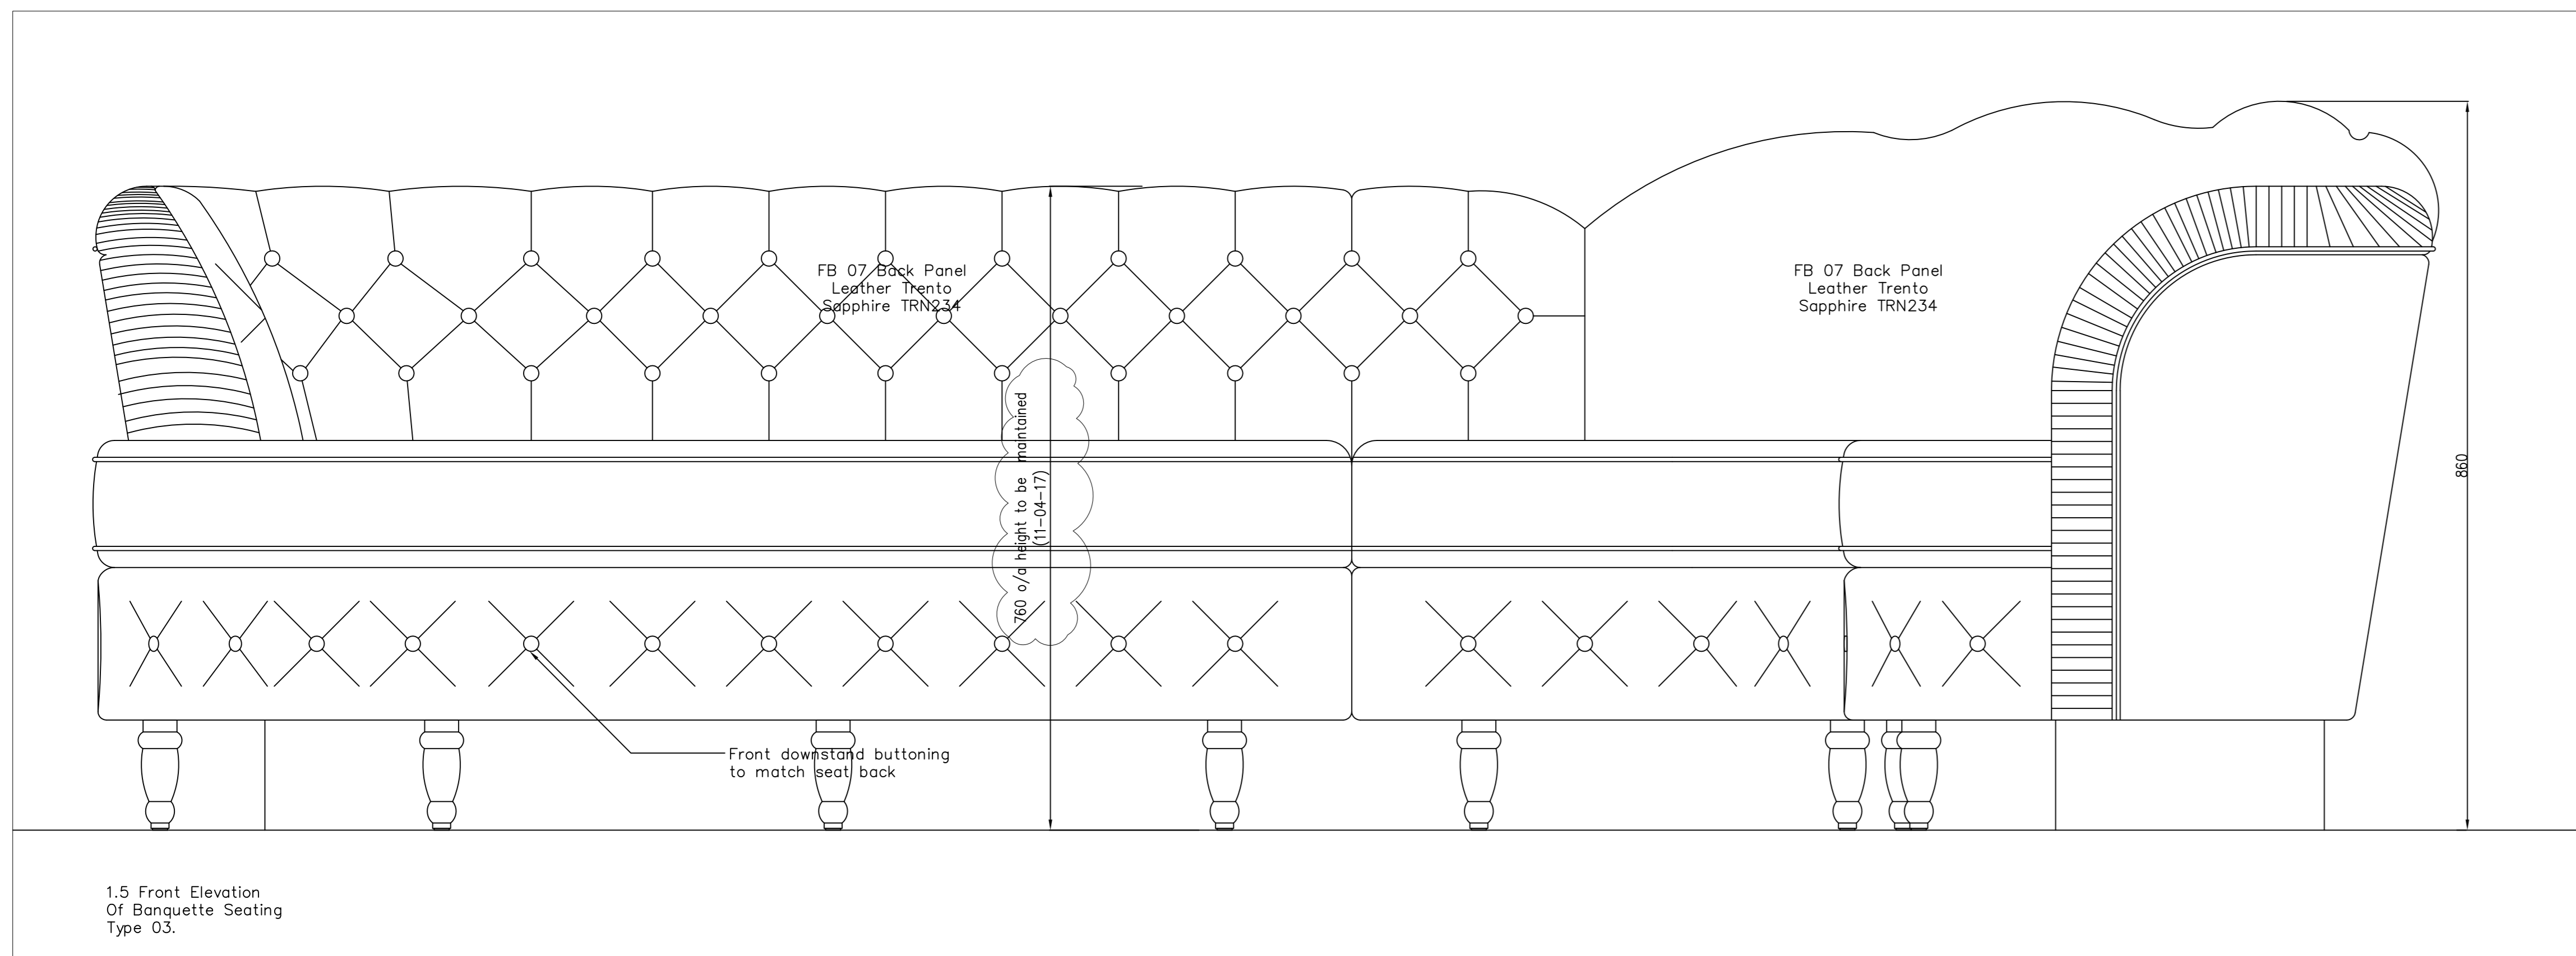 FB 07 Back Panel
Leather Trento
Sapphire TRN234
FB 07 Back Panel
Leather Trento
Sapphire TRN234
760 o/a height to be maintained
(11-04-17)
860
Front downstand buttoning
to match seat back
1.5 Front Elevation
Of Banquette Seating
Type 03.